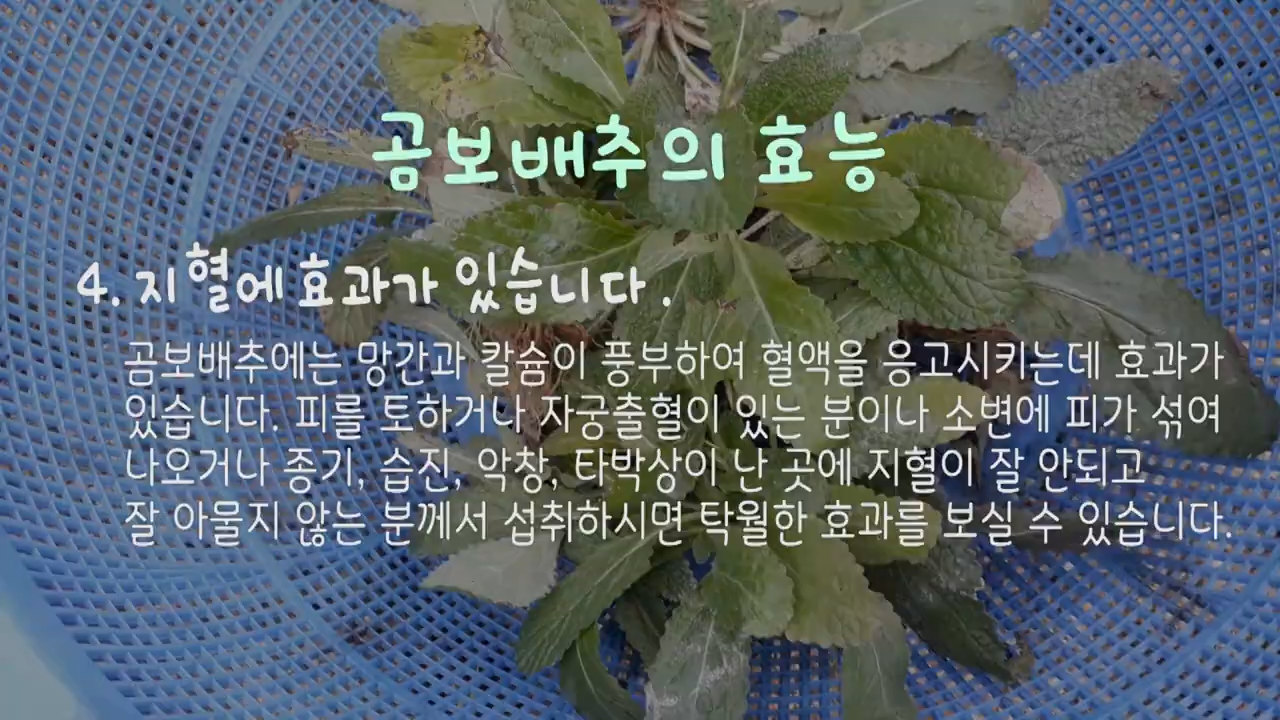 곰보배추의 효능
4. 지혈에 효과가 있습니다.
곰보배추에는 망간과 칼슘이 풍부하여 혈액을 응고시키는데 효과가
있습니다. 피를 토하거나 자궁출혈이 있는 분이나 소변에 피가 섞여
나오거나 종기, 습진, 악창, 타박상이 난 곳에 지혈이 잘 안되고
잘 아물지 않는 분께서 섭취하시면 탁월한 효과를 보실 수 있습니다.